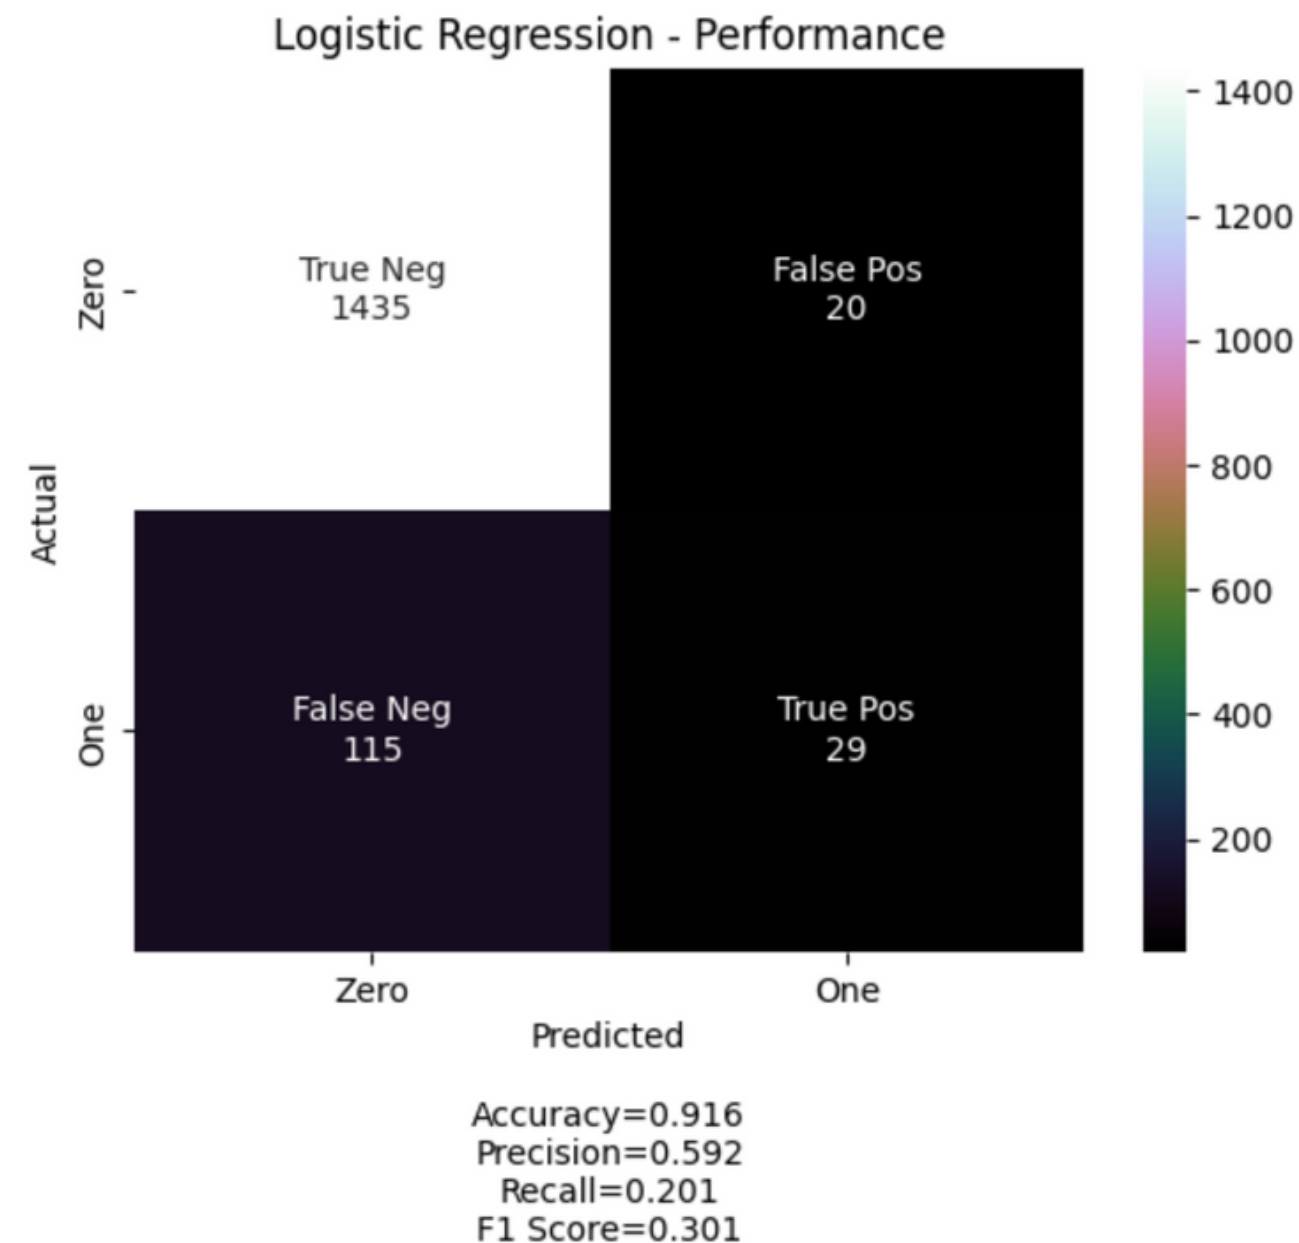 Logistic Regression - Performance
True Neg
1435
False Pos
20
False Neg
115
True Pos
29
Zero
One
Actual
Zero
One
Predicted
1400
1200
1000
800
600
400
200
Accuracy=0.916
Precision=0.592
Recall=0.201
F1 Score=0.301